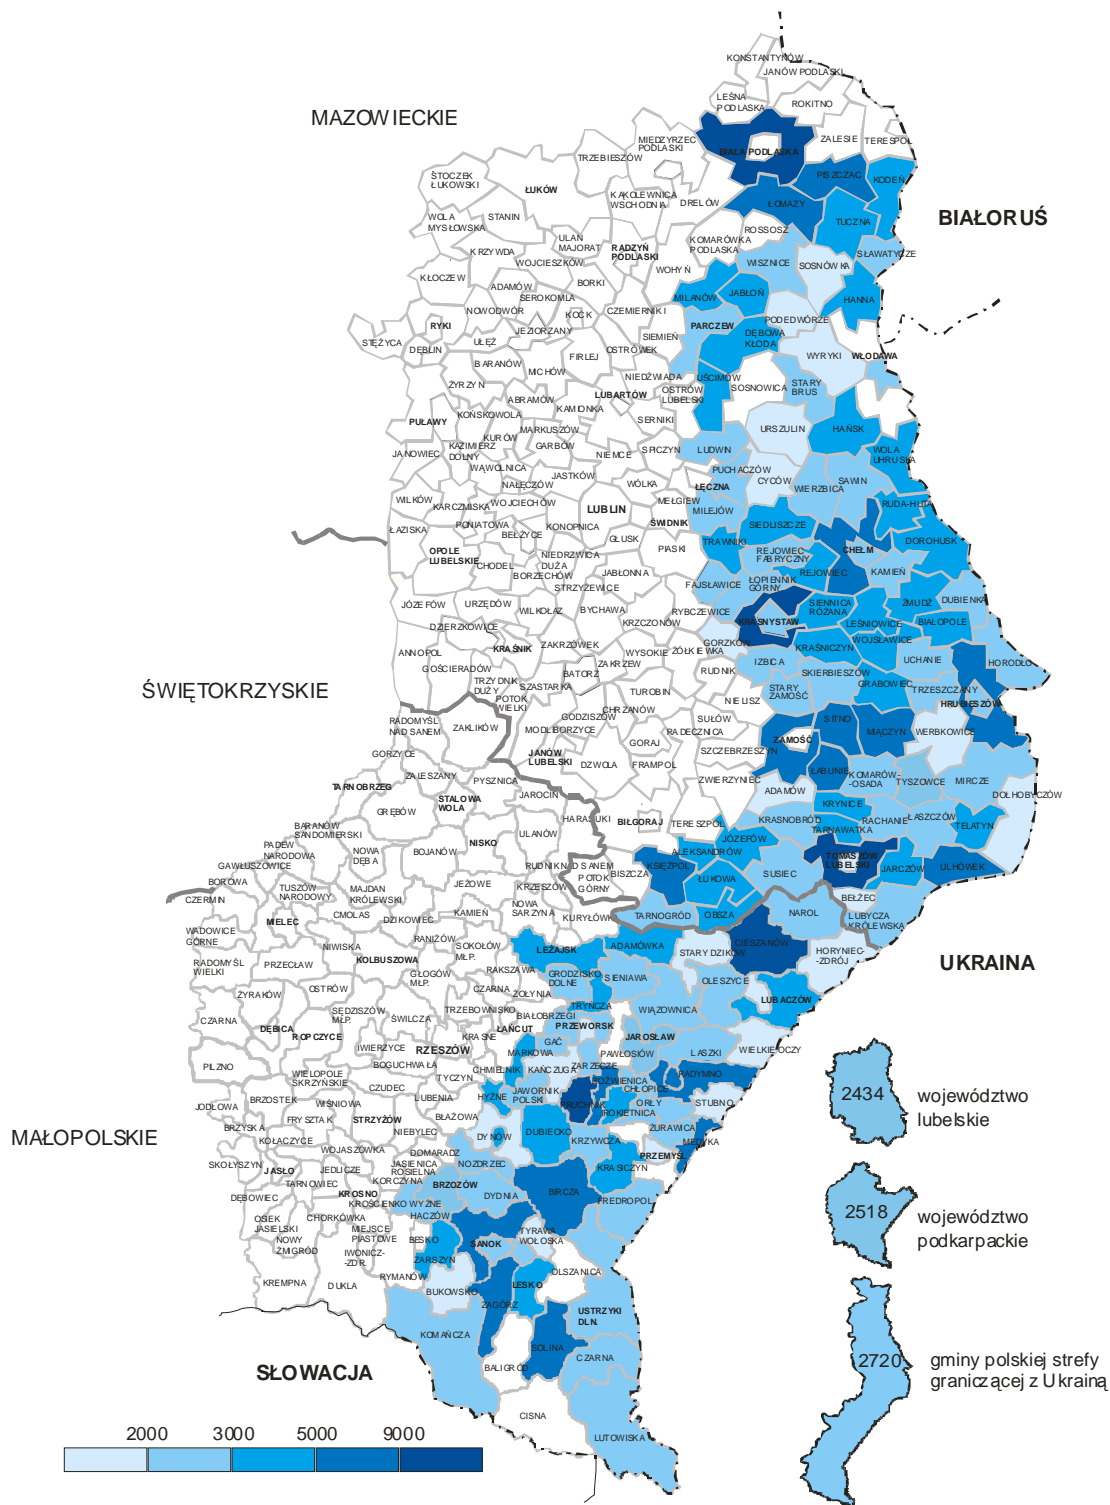 KONSTANTYNÓW
JANÓW PODLASKI
LEŚNA
PODLASKA
ROKITNO
MAZOWIECKIE
MIĘDZYRZEC
PODLASKI
ZALESIE
TERESPOL
BIAŁA PODLASKA
TRZEBIESZÓW
STOCZEK
ŁUKOWSKI
ŁUKÓW
PISZCZAC
KODEŃ
KĄKOLEWNICA
WSCHODNIA
DRELÓW
ŁOMAZY
BIAŁORUŚ
WOLA
MYSŁOWSKA
STANIN
TUCZNA
ROSSOSZ
ULAN
MAJORAT
RADZYŃ
PODLASKI
KOMARÓWKA
PODLASKA
KRZYWDA
WOJCIESZKÓW
WISZNICE
SOSNÓWKA
SŁAWATYCZE
WOHYŃ
KŁOCZEW
ADAMÓW
BORKI
SEROKOMLA
MILANÓW
JABŁOŃ
HANNA
NOWODWÓR
KOCK
CZEMIERNIKI
PODEDWÓRZE
RYKI
JEZIORZANY
PARCZEW
DĘBOWA
KŁODA
SIEMIEŃ
STĘŻYCA
DĘBLIN
UŁĘŻ
OSTRÓWEK
WYRYKI
WŁODAWA
BARANÓW
FIRLEJ
MICHÓW
NIEDŹWIADA
UŚCIMÓW
ŻYRZYN
SOSNOWICA
STARY
BRUS
OSTRÓW
LUBELSKI
ABRAMÓW
LUBARTÓW
KAMIONKA
PUŁAWY
KOŃSKOWOLA
SERNIKI
MARKUSZÓW
URSZULIN
HAŃSK
KURÓW
GARBÓW
JANOWIEC
KAZIMIERZ
DOLNY
NIEMCE
SPICZYN
LUDWIN
WOLA
UHRUSKA
WĄWOLNICA
PUCHACZÓW
NAŁĘCZÓW
JASTKÓW
WÓLKA
ŁĘCZNA
CYCÓW
WIERZBICA
SAWIN
WILKÓW
KARCZMISKA
WOJCIECHÓW
MEŁGIEW
MILEJÓW
RUDA-HUTA
LUBLIN
ŁAZISKA
PONIATOWA
BEŁŻYCE
KONOPNICA
ŚWIDNIK
SIEDLISZCZE
GŁUSK
TRAWNIKI
DOROHUSK
OPOLE
LUBELSKIE
NIEDRZWICA
DUŻA
PIASKI
REJOWIEC
FABRYCZNY
CHEŁM
CHODEL
BORZECHÓW
JABŁONNA
REJOWIEC
KAMIEŃ
STRZYŻEWICE
FAJSŁAWICE
ŁOPIENNIK
GÓRNY
JÓZEFÓW
URZĘDÓW
WILKOŁAZ
BYCHAWA
RYBCZEWICE
SIENNICA
RÓŻANA
ŻMUDŹ
DUBIENKA
KRZCZONÓW
KRASNYSTAW
LEŚNIOWICE
BIAŁOPOLE
DZIERZKOWICE
GORZKÓW
WOJSŁAWICE
KRAŚNIK
ZAKRZÓWEK
KRAŚNICZYN
ANNOPOL
WYSOKIE
ŻÓŁKIEWKA
GOŚCIERADÓW
ZAKRZEW
IZBICA
UCHANIE
HORODŁO
BATORZ
RUDNIK
SKIERBIESZÓW
TRZYDNIK
DUŻY
SZASTARKA
STARY
ZAMOŚĆ
GRABOWIEC
TRZESZCZANY
ŚWIĘTOKRZYSKIE
TUROBIN
NIELISZ
HRUBIESZÓW
POTOK
WIELKI
CHRZANÓW
RADOMYŚL
NAD SANEM
ZAKLIKÓW
GODZISZÓW
SUŁÓW
SITNO
MODLIBORZYCE
RADECZNICA
ZAMOŚĆ
MIĄCZYN
WERBKOWICE
GORZYCE
JANÓW
LUBELSKI
GORAJ
SZCZEBRZESZYN
DZWOLA
FRAMPOL
ŁABUNIE
KOMARÓW-
-OSADA
ZALESZANY
PYSZNICA
ZWIERZYNIEC
TYSZOWCE
MIRCZE
TARNOBRZEG
JAROCIN
ADAMÓW
DOŁHOBYCZÓW
STALOWA
WOLA
KRYNICE
GRĘBÓW
HARASIUKI
BIŁGORAJ
TERESZPOL
KRASNOBRÓD
RACHANIE
ŁASZCZÓW
BARANÓW
SANDOMIERSKI
TARNAWATKA
TELATYN
ULANÓW
JÓZEFÓW
NISKO
PADEW
NARODOWA
NOWA
DĘBA
BOJANÓW
ALEKSANDRÓW
TOMASZÓW
LUBELSKI
GAWŁUSZOWICE
RUDNIK NAD SANEM
KSIĘŻPOL
JARCZÓW
ULHÓWEK
BISZCZA
SUSIEC
BOROWA
TUSZÓW
NARODOWY
MAJDAN
KRÓLEWSKI
JEŻOWE
KRZESZÓW
POTOK
GÓRNY
ŁUKOWA
CZERMIN
BEŁŻEC
CMOLAS
NOWA
SARZYNA
OBSZA
MIELEC
DZIKOWIEC
KAMIEŃ
KURYŁÓWKA
TARNOGRÓD
NAROL
LUBYCZA
KRÓLEWSKA
WADOWICE
GÓRNE
NIWISKA
RANIŻÓW
SOKOŁÓW
MŁP.
LEŻAJSK
ADAMÓWKA
CIESZANÓW
KOLBUSZOWA
STARY DZIKÓW
HORYNIEC-
-ZDRÓJ
UKRAINA
RADOMYŚL
WIELKI
PRZECŁAW
RAKSZAWA
GŁOGÓW
MŁP.
GRODZISKO
DOLNE
SIENIAWA
OLESZYCE
ŻYRAKÓW
OSTRÓW
CZARNA
ŻOŁYNIA
LUBACZÓW
SĘDZISZÓW
MŁP.
TRZEBOWNISKO
TRYŃCZA
WIĄZOWNICA
CZARNA
ŚWILCZA
BIAŁOBRZEGI
DĘBICA
ROPCZYCE
ŁAŃCUT
PRZEWORSK
KRASNE
JAROSŁAW
IWIERZYCE
RZESZÓW
GAĆ
MARKOWA
LASZKI
WIELKIE OCZY
PAWŁOSIÓW
PILZNO
BOGUCHWAŁA
ZARZECZE
CHMIELNIK
KAŃCZUGA
WIELOPOLE
SKRZYŃSKIE
TYCZYN
ROŹWIENICA
RADYMNO
2434
województwo
lubelskie
CZUDEC
CHŁOPICE
JODŁOWA
BRZOSTEK
WIŚNIOWA
LUBENIA
HYŻNE
JAWORNIK
POLSKI
PRUCHNIK
ORŁY
STUBNO
FRYSZTAK
STRZYŻÓW
BŁAŻOWA
ROKIETNICA
BRZYSKA
KOŁACZYCE
NIEBYLEC
DYNÓW
DUBIECKO
ŻURAWICA
MAŁOPOLSKIE
WOJASZÓWKA
DOMARADZ
KRZYWCZA
PRZEMYŚL
MEDYKA
SKOŁYSZYN
JASŁO
JEDLICZE
JASIENICA
ROSIELNA
NOZDRZEC
KRASICZYN
TARNOWIEC
KORCZYNA
DĘBOWIEC
KROSNO
BRZOZÓW
DYDNIA
BIRCZA
KROŚCIENKO WYŻNE
FREDROPOL
HACZÓW
OSIEK
JASIELSKI
CHORKÓWKA
MIEJSCE
PIASTOWE
2518
województwo
podkarpackie
NOWY
ŻMIGRÓD
TYRAWA
WOŁOSKA
BESKO
SANOK
IWONICZ-
-ZDR.
ZARSZYN
OLSZANICA
KREMPNA
DUKLA
RYMANÓW
LESKO
BUKOWSKO
ZAGÓRZ
USTRZYKI
DLN.
KOMAŃCZA
SOLINA
CZARNA
2720
gminy polskiej strefy
graniczącej z Ukrainą
SŁOWACJA
BALIGRÓD
CISNA
LUTOWISKA
2000
3000
5000
9000